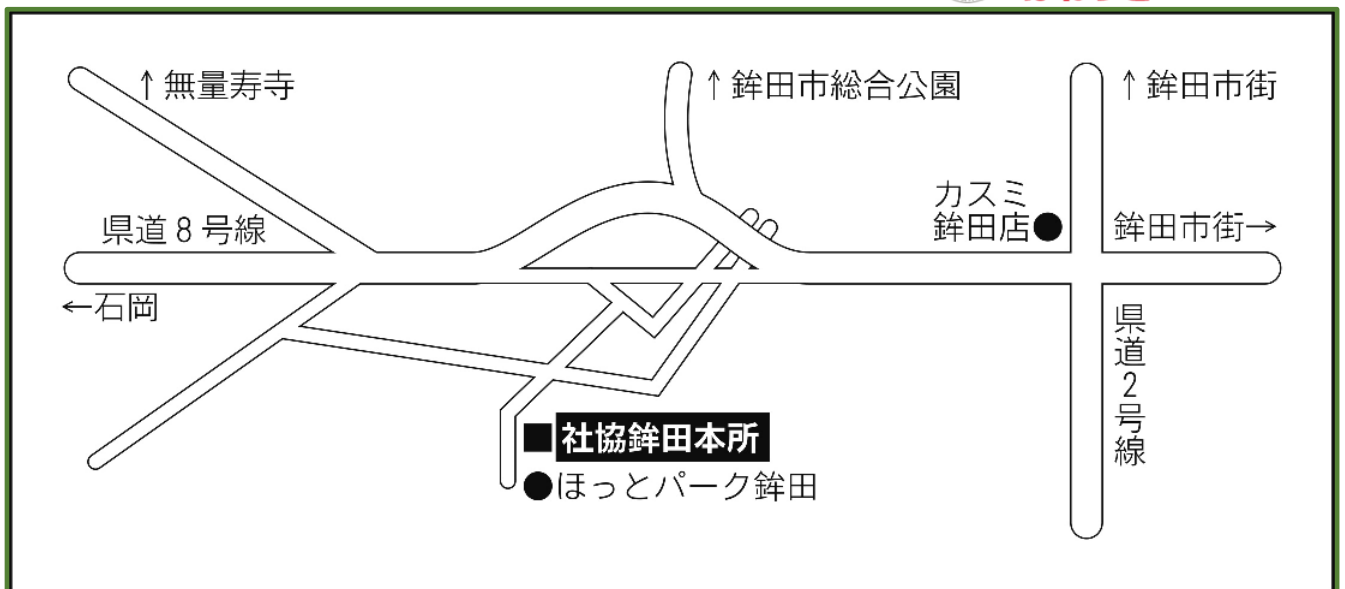 ↑無量寿寺
↑鉾田市総合公園
↑鉾田市街
県道8号線
カスミ
鉾田店●
鉾田市街→
←石岡
県道2号線
■社協鉾田本所
●ほっとパーク鉾田